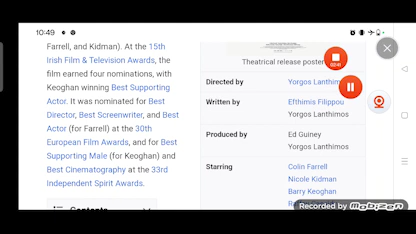 10:49
Farrell, and Kidman). At the 15th
Irish Film & Television Awards, the
film earned four nominations, with
Keoghan winning Best Supporting
Actor. It was nominated for Best
Director, Best Screenwriter, and Best
Actor (for Farrell) at the 30th
European Film Awards, and for Best
Supporting Male (for Keoghan) and
Best Cinematography at the 33rd
Independent Spirit Awards.
Contents
Theatrical release poster
02:41
Directed by Yorgos Lanthimos
Written by Efthimis Filippou
Yorgos Lanthimos
Produced by Ed Guiney
Yorgos Lanthimos
Starring Colin Farrell
Nicole Kidman
Barry Keoghan
Recorded by Mobizen